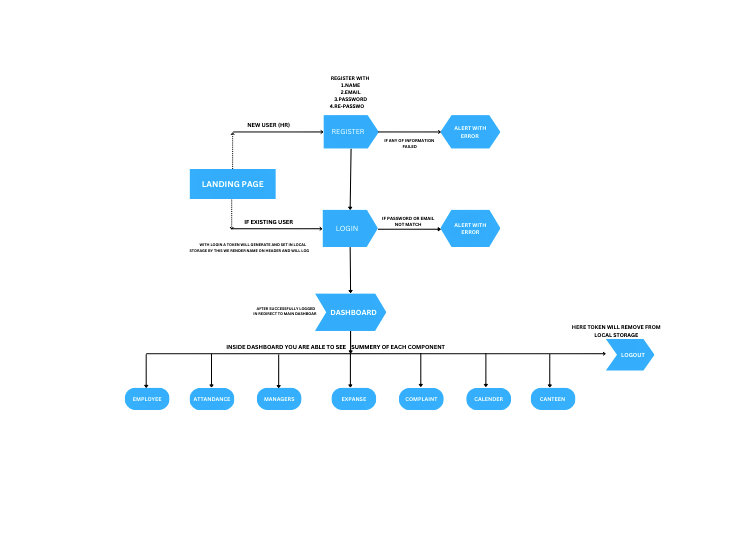 REGISTER WITH
1.NAME
2.EMAIL
3.PASSWORD
4.RE-PASSWO
NEW USER (HR)
REGISTER
ALERT WITH
ERROR
IF ANY OF INFORMATION
FAILED
LANDING PAGE
IF EXISTING USER
LOGIN
IF PASSWORD OR EMAIL
NOT MATCH
ALERT WITH
ERROR
WITH LOGIN A TOKEN WILL GENERATE AND SET IN LOCAL
STORAGE BY THIS WE RENDER NAME ON HEADER AND WILL LOG
AFTER SUCCESSFULLY LOGGED
IN REDIRECT TO MAIN DASHBOAR
DASHBOARD
HERE TOKEN WILL REMOVE FROM
LOCAL STORAGE
INSIDE DASHBOARD YOU ARE ABLE TO SEE SUMMERY OF EACH COMPONENT
LOGOUT
EMPLOYEE
ATTANDANCE
MANAGERS
EXPANSE
COMPLAINT
CALENDER
CANTEEN